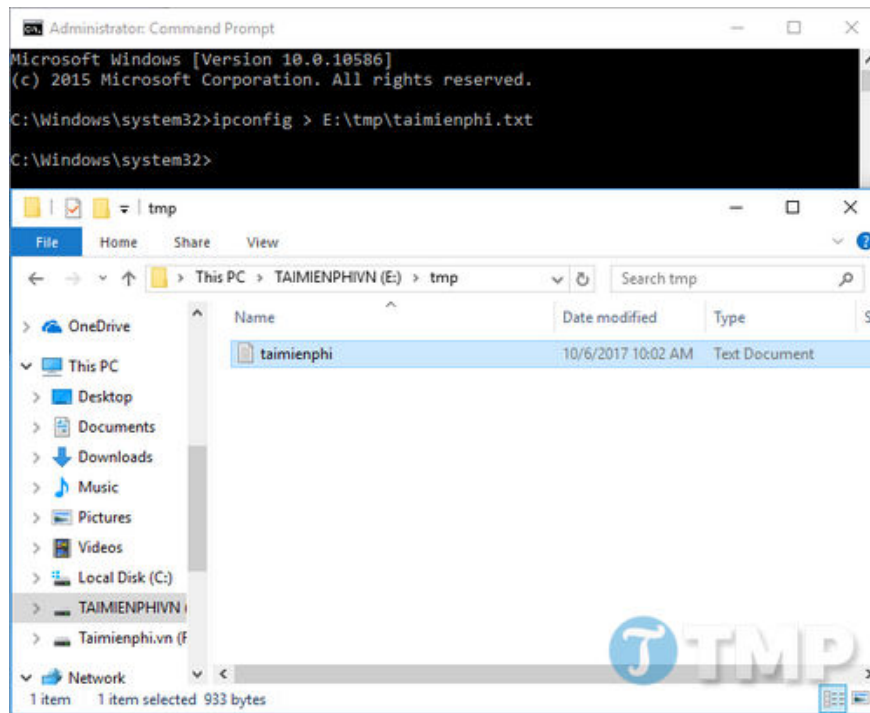 Administrator: Command Prompt
Microsoft Windows [Version 10.0.10586]
(c) 2015 Microsoft Corporation. All rights reserved.
C:\Windows\system32>ipconfig > E:\tmp\taimienphi.txt
C:\Windows\system32>
tmp
File Home Share View
This PC > TAIMIENPHIVN (E:) > tmp Search tmp
Name Date modified Type S
OneDrive
taimienphi 10/6/2017 10:02 AM Text Document
This PC
Desktop
Documents
Downloads
Music
Pictures
Videos
Local Disk (C:)
TAIMIENPHIVN (
Taimienphi.vn (F
Network
TMP
1 item 1 item selected 933 bytes